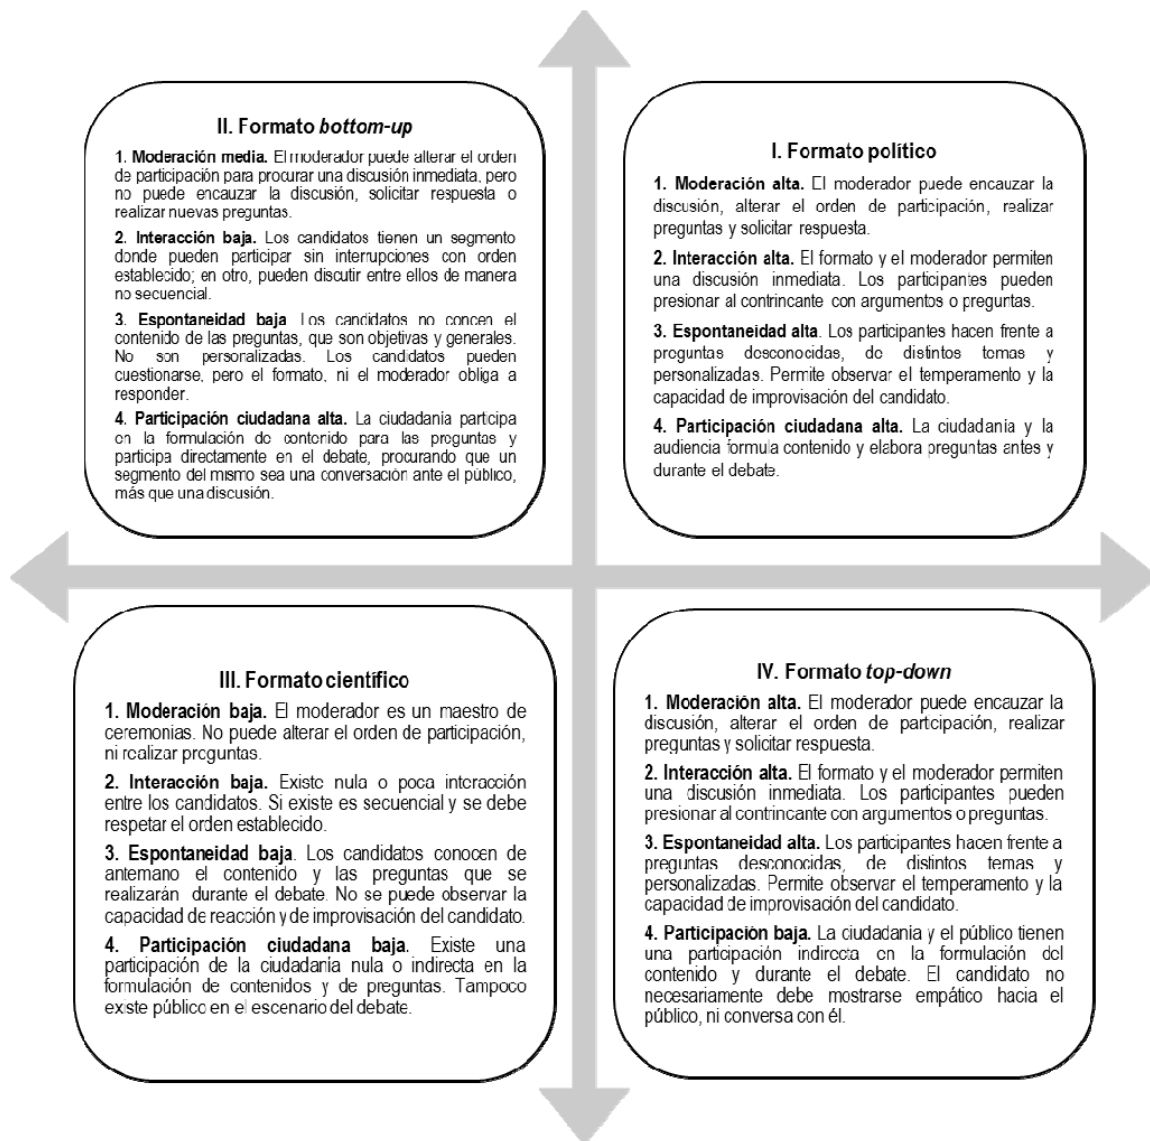 II. Formato bottom-up
1. Moderación media. El moderador puede alterar el orden
de participación para procurar una discusión inmediata, pero
no puede encauzar la discusión, solicitar respuesta o
realizar nuevas preguntas.
2. Interacción baja. Los candidatos tienen un segmento
donde pueden participar sin interrupciones con orden
establecido; en otro, pueden discutir entre ellos de manera
no secuencial.
3. Espontaneidad baja. Los candidatos no concen el
contenido de las preguntas, que son objetivas y generales.
No son personalizadas. Los candidatos pueden
cuestionarse, pero el formato, ni el moderador obliga a
responder.
4. Participación ciudadana alta. La ciudadanía participa
en la formulación de contenido para las preguntas y
participa directamente en el debate, procurando que un
segmento del mismo sea una conversación ante el público,
más que una discusión.
I. Formato político
1. Moderación alta. El moderador puede encauzar la
discusión, alterar el orden de participación, realizar
preguntas y solicitar respuesta.
2. Interacción alta. El formato y el moderador permiten
una discusión inmediata. Los participantes pueden
presionar al contrincante con argumentos o preguntas.
3. Espontaneidad alta. Los participantes hacen frente a
preguntas desconocidas, de distintos temas y
personalizadas. Permite observar el temperamento y la
capacidad de improvisación del candidato.
4. Participación ciudadana alta. La ciudadanía y la
audiencia formula contenido y elabora preguntas antes y
durante el debate.
III. Formato científico
1. Moderación baja. El moderador es un maestro de
ceremonias. No puede alterar el orden de participación,
ni realizar preguntas.
2. Interacción baja. Existe nula o poca interacción
entre los candidatos. Si existe es secuencial y se debe
respetar el orden establecido.
3. Espontaneidad baja. Los candidatos conocen de
antemano el contenido y las preguntas que se
realizarán durante el debate. No se puede observar la
capacidad de reacción y de improvisación del candidato.
4. Participación ciudadana baja. Existe una
participación de la ciudadanía nula o indirecta en la
formulación de contenidos y de preguntas. Tampoco
existe público en el escenario del debate.
IV. Formato top-down
1. Moderación alta. El moderador puede encauzar la
discusión, alterar el orden de participación, realizar
preguntas y solicitar respuesta.
2. Interacción alta. El formato y el moderador permiten
una discusión inmediata. Los participantes pueden
presionar al contrincante con argumentos o preguntas.
3. Espontaneidad alta. Los participantes hacen frente a
preguntas desconocidas, de distintos temas y
personalizadas. Permite observar el temperamento y la
capacidad de improvisación del candidato.
4. Participación baja. La ciudadanía y el público tienen
una participación indirecta en la formulación del
contenido y durante el debate. El candidato no
necesariamente debe mostrarse empático hacia el
público, ni conversa con él.